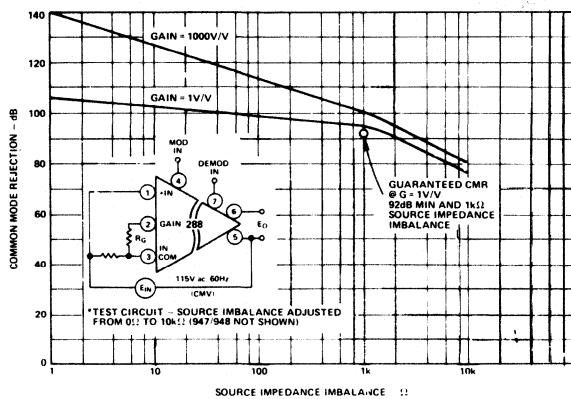 140
120
100
80
60
40
20
0
COMMON MODE REJECTION - dB
GAIN = 1000V/V
GAIN = 1V/V
MOD
IN
DEMOD
IN
4
7
1
+IN
2
GAIN
288
6
RG
IN
COM
3
5
EO
EIN
115V ac, 60Hz
(CMV)
*TEST CIRCUIT – SOURCE IMBALANCE ADJUSTED
FROM 0Ω TO 10kΩ (947/948 NOT SHOWN)
GUARANTEED CMR
@ G = 1V/V
92dB MIN AND 1kΩ
SOURCE IMPEDANCE
IMBALANCE
1
10
100
1k
10k
SOURCE IMPEDANCE IMBALANCE – Ω